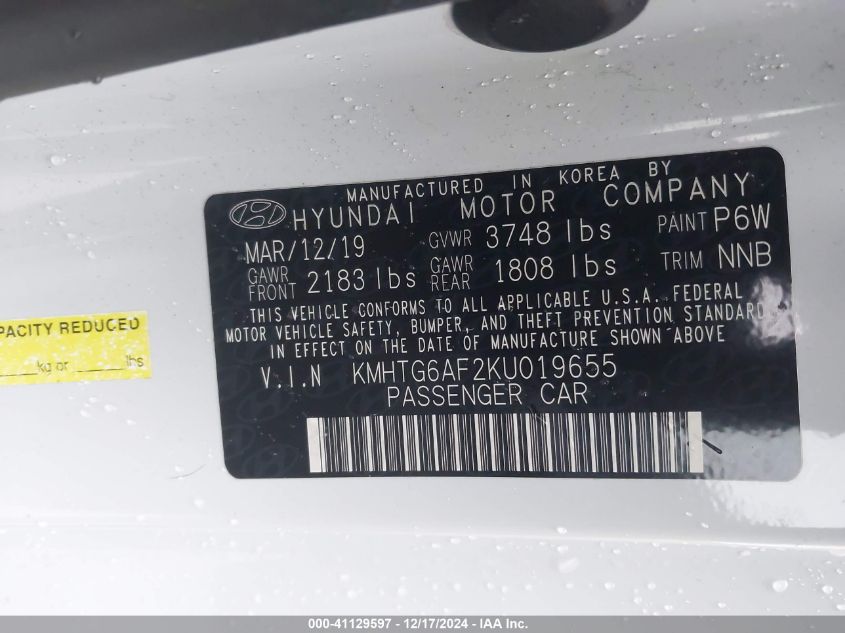 MANUFACTURED IN KOREA BY
HYUNDAI MOTOR COMPANY
MAR/12/19 GVWR 3748 lbs PAINT P6W
GAWR FRONT 2183 lbs GAWR REAR 1808 lbs TRIM NNB
THIS VEHICLE CONFORMS TO ALL APPLICABLE U.S.A. FEDERAL
MOTOR VEHICLE SAFETY, BUMPER, AND THEFT PREVENTION STANDARDS
IN EFFECT ON THE DATE OF MANUFACTURE SHOWN ABOVE
V.I.N KMHTG6AF2KU019655
PASSENGER CAR
REDUCED
kg or lbs
000-41129597 - 12/17/2024 - IAA Inc.